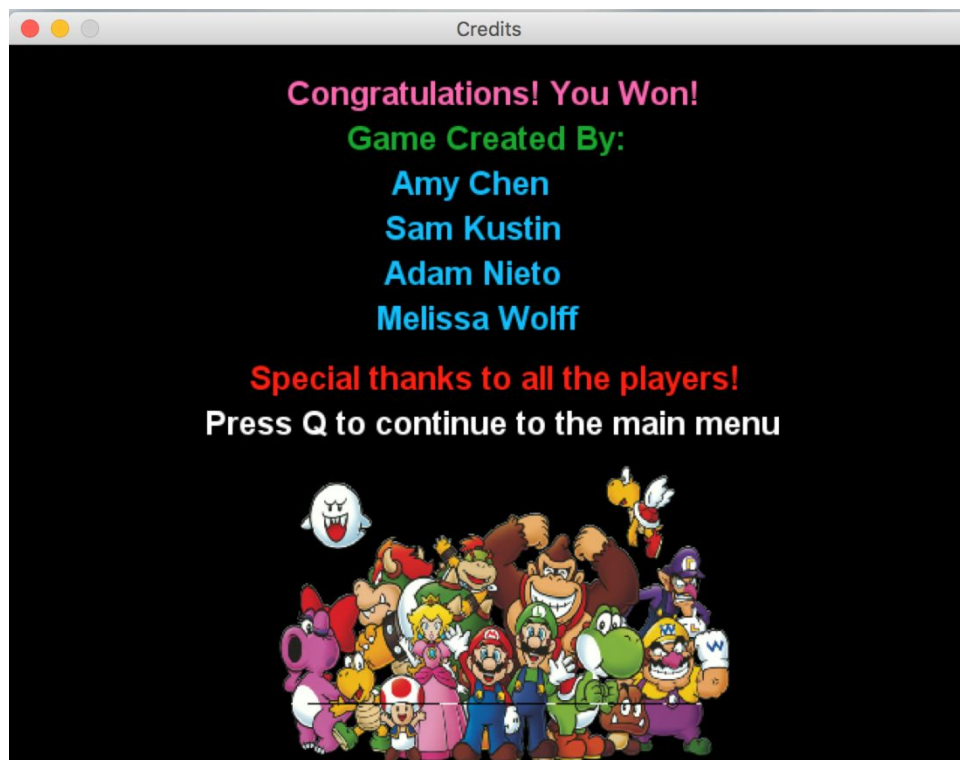 Credits
Congratulations! You Won!
Game Created By:
Amy Chen
Sam Kustin
Adam Nieto
Melissa Wolff
Special thanks to all the players!
Press Q to continue to the main menu